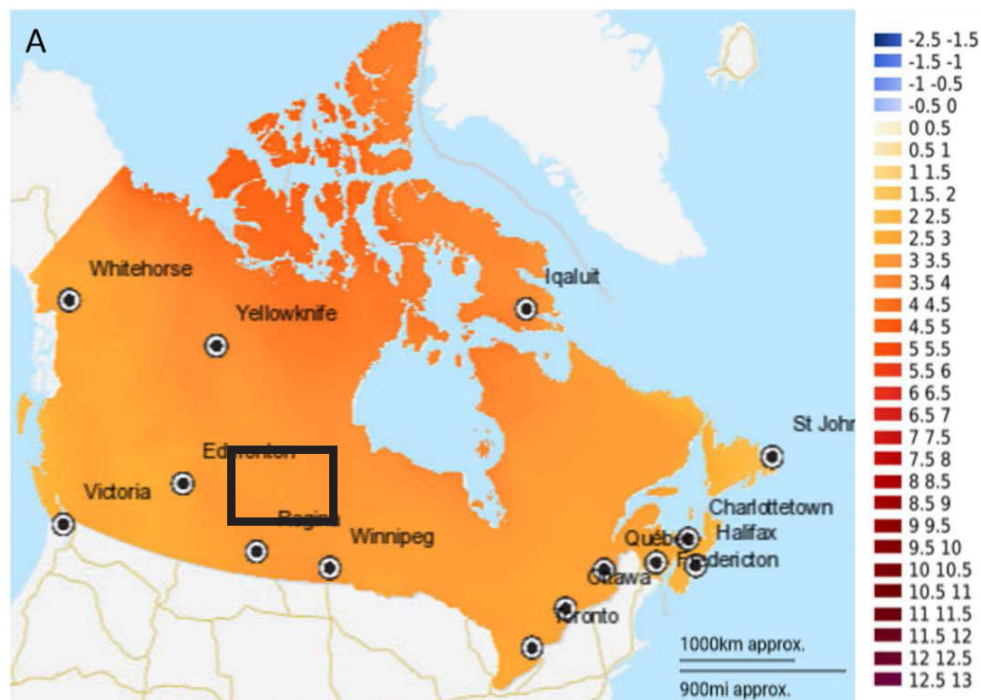 A
Whitehorse
Yellowknife
Iqaluit
Edmonton
Victoria
Regina
Winnipeg
St John
Charlottetown
Québec
Halifax
Fredericton
Ottawa
Toronto
1000km approx.
900mi approx.
-2.5 -1.5
-1.5 -1
-1 -0.5
-0.5 0
0 0.5
0.5 1
1 1.5
1.5. 2
2 2.5
2.5 3
3 3.5
3.5 4
4 4.5
4.5 5
5 5.5
5.5 6
6 6.5
6.5 7
7 7.5
7.5 8
8 8.5
8.5 9
9 9.5
9.5 10
10 10.5
10.5 11
11 11.5
11.5 12
12 12.5
12.5 13